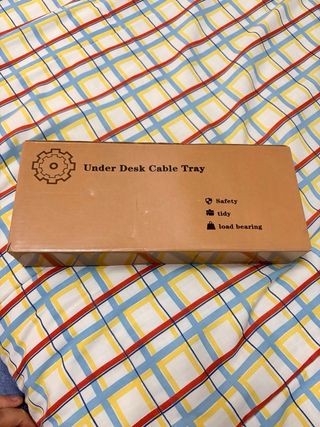 Under Desk Cable Tray
Safety
tidy
load bearing